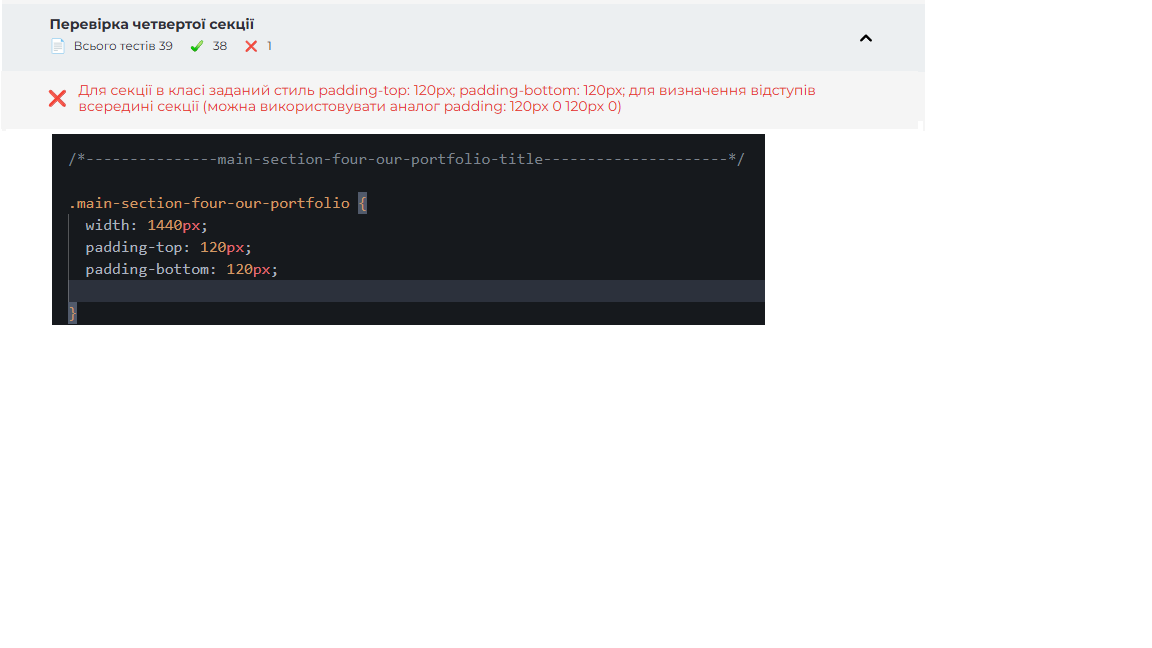 Перевірка четвертої секції
Всього тестів 39 38 1
Для секції в класі заданий стиль padding-top: 120px; padding-bottom: 120px; для визначення відступів
всередині секції (можна використовувати аналог padding: 120px 0 120px 0)
/*---------------main-section-four-our-portfolio-title---------------------*/
.main-section-four-our-portfolio {
width: 1440px;
padding-top: 120px;
padding-bottom: 120px;
}